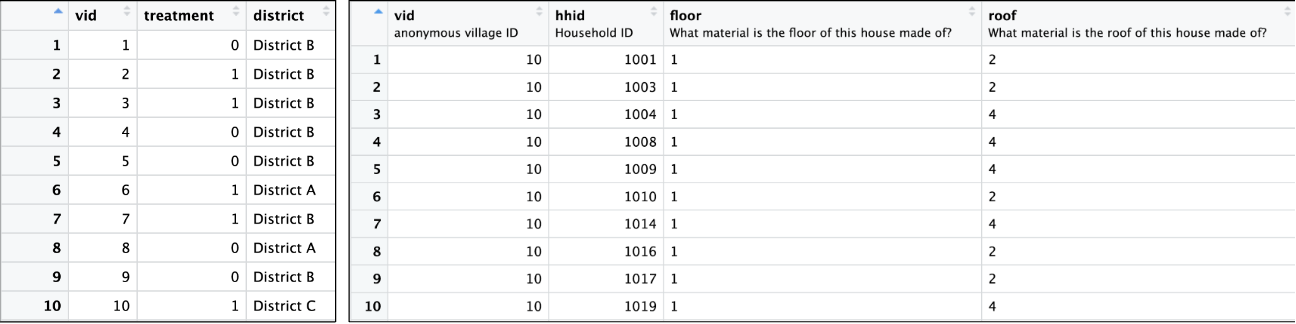 vid treatment district
1 1 0 District B
2 2 1 District B
3 3 1 District B
4 4 0 District B
5 5 0 District B
6 6 1 District A
7 7 1 District B
8 8 0 District A
9 9 0 District B
10 10 1 District C
vid hhid floor roof
anonymous village ID Household ID What material is the floor of this house made of? What material is the roof of this house made of?
1 10 1001 1 2
2 10 1003 1 2
3 10 1004 1 4
4 10 1008 1 4
5 10 1009 1 4
6 10 1010 1 2
7 10 1014 1 4
8 10 1016 1 2
9 10 1017 1 2
10 10 1019 1 4